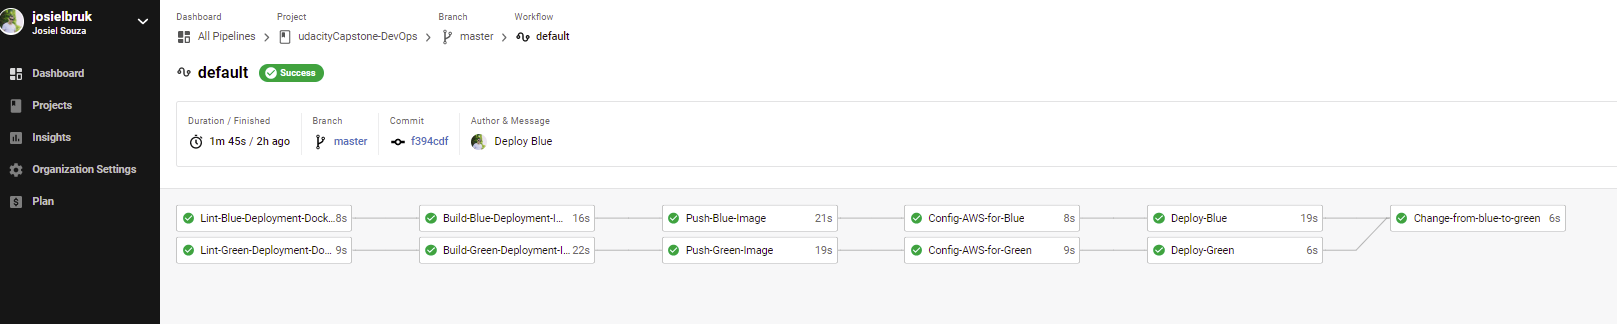 josielbruk
Josiel Souza
Dashboard
Projects
Insights
Organization Settings
Plan
Dashboard Project Branch Workflow
All Pipelines > udacityCapstone-DevOps > master > default
default Success
Duration / Finished Branch Commit Author & Message
1m 45s / 2h ago master f394cdf Deploy Blue
Lint-Blue-Deployment-Dock... 8s Build-Blue-Deployment-I... 16s Push-Blue-Image 21s Config-AWS-for-Blue 8s Deploy-Blue 19s Change-from-blue-to-green 6s
Lint-Green-Deployment-Do... 9s Build-Green-Deployment-I... 22s Push-Green-Image 19s Config-AWS-for-Green 9s Deploy-Green 6s